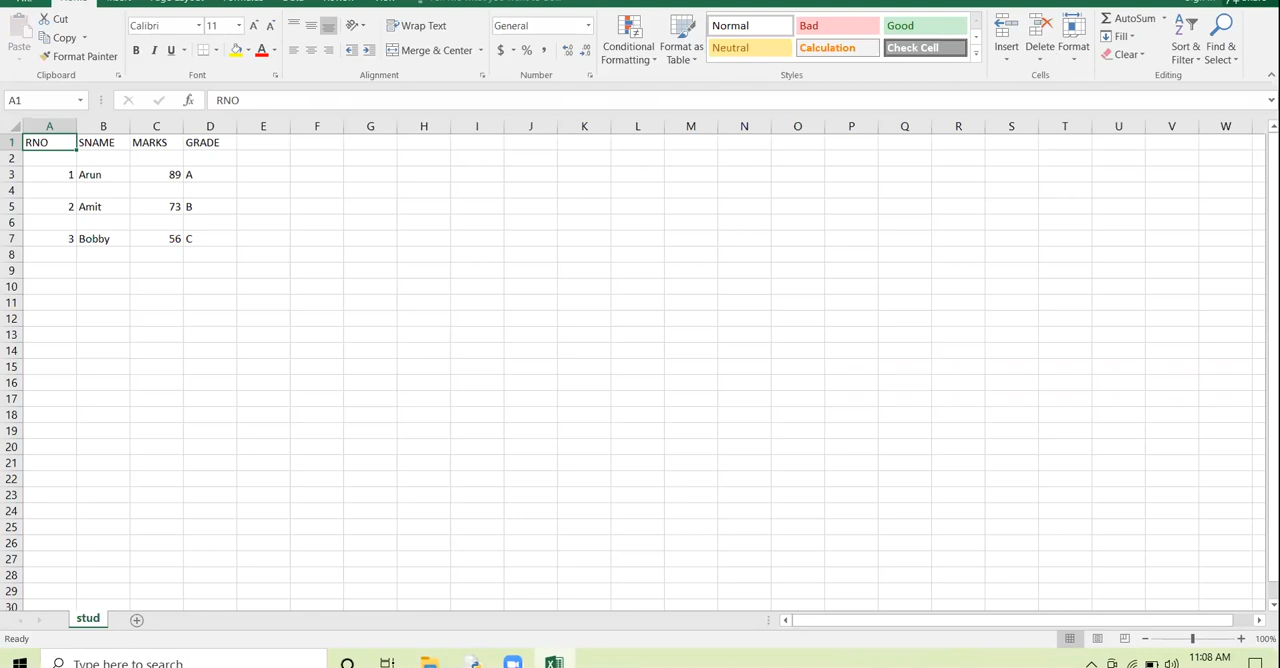 Cut
Copy
Paste
Format Painter
Clipboard
Calibri 11
B I U
Font
Wrap Text
Merge & Center
Alignment
General
$ % ,
Number
Conditional Formatting
Format as Table
Normal Bad Good
Neutral Calculation Check Cell
Styles
Insert Delete Format
Cells
AutoSum
Fill
Clear
Sort & Filter
Find & Select
Editing
A1 fx RNO
A B C D E F G H I J K L M N O P Q R S T U V W
1 RNO SNAME MARKS GRADE
2
3 1 Arun 89 A
4
5 2 Amit 73 B
6
7 3 Bobby 56 C
8
9
10
11
12
13
14
15
16
17
18
19
20
21
22
23
24
25
26
27
28
29
30
stud
Ready 100%
Type here to search 11:08 AM